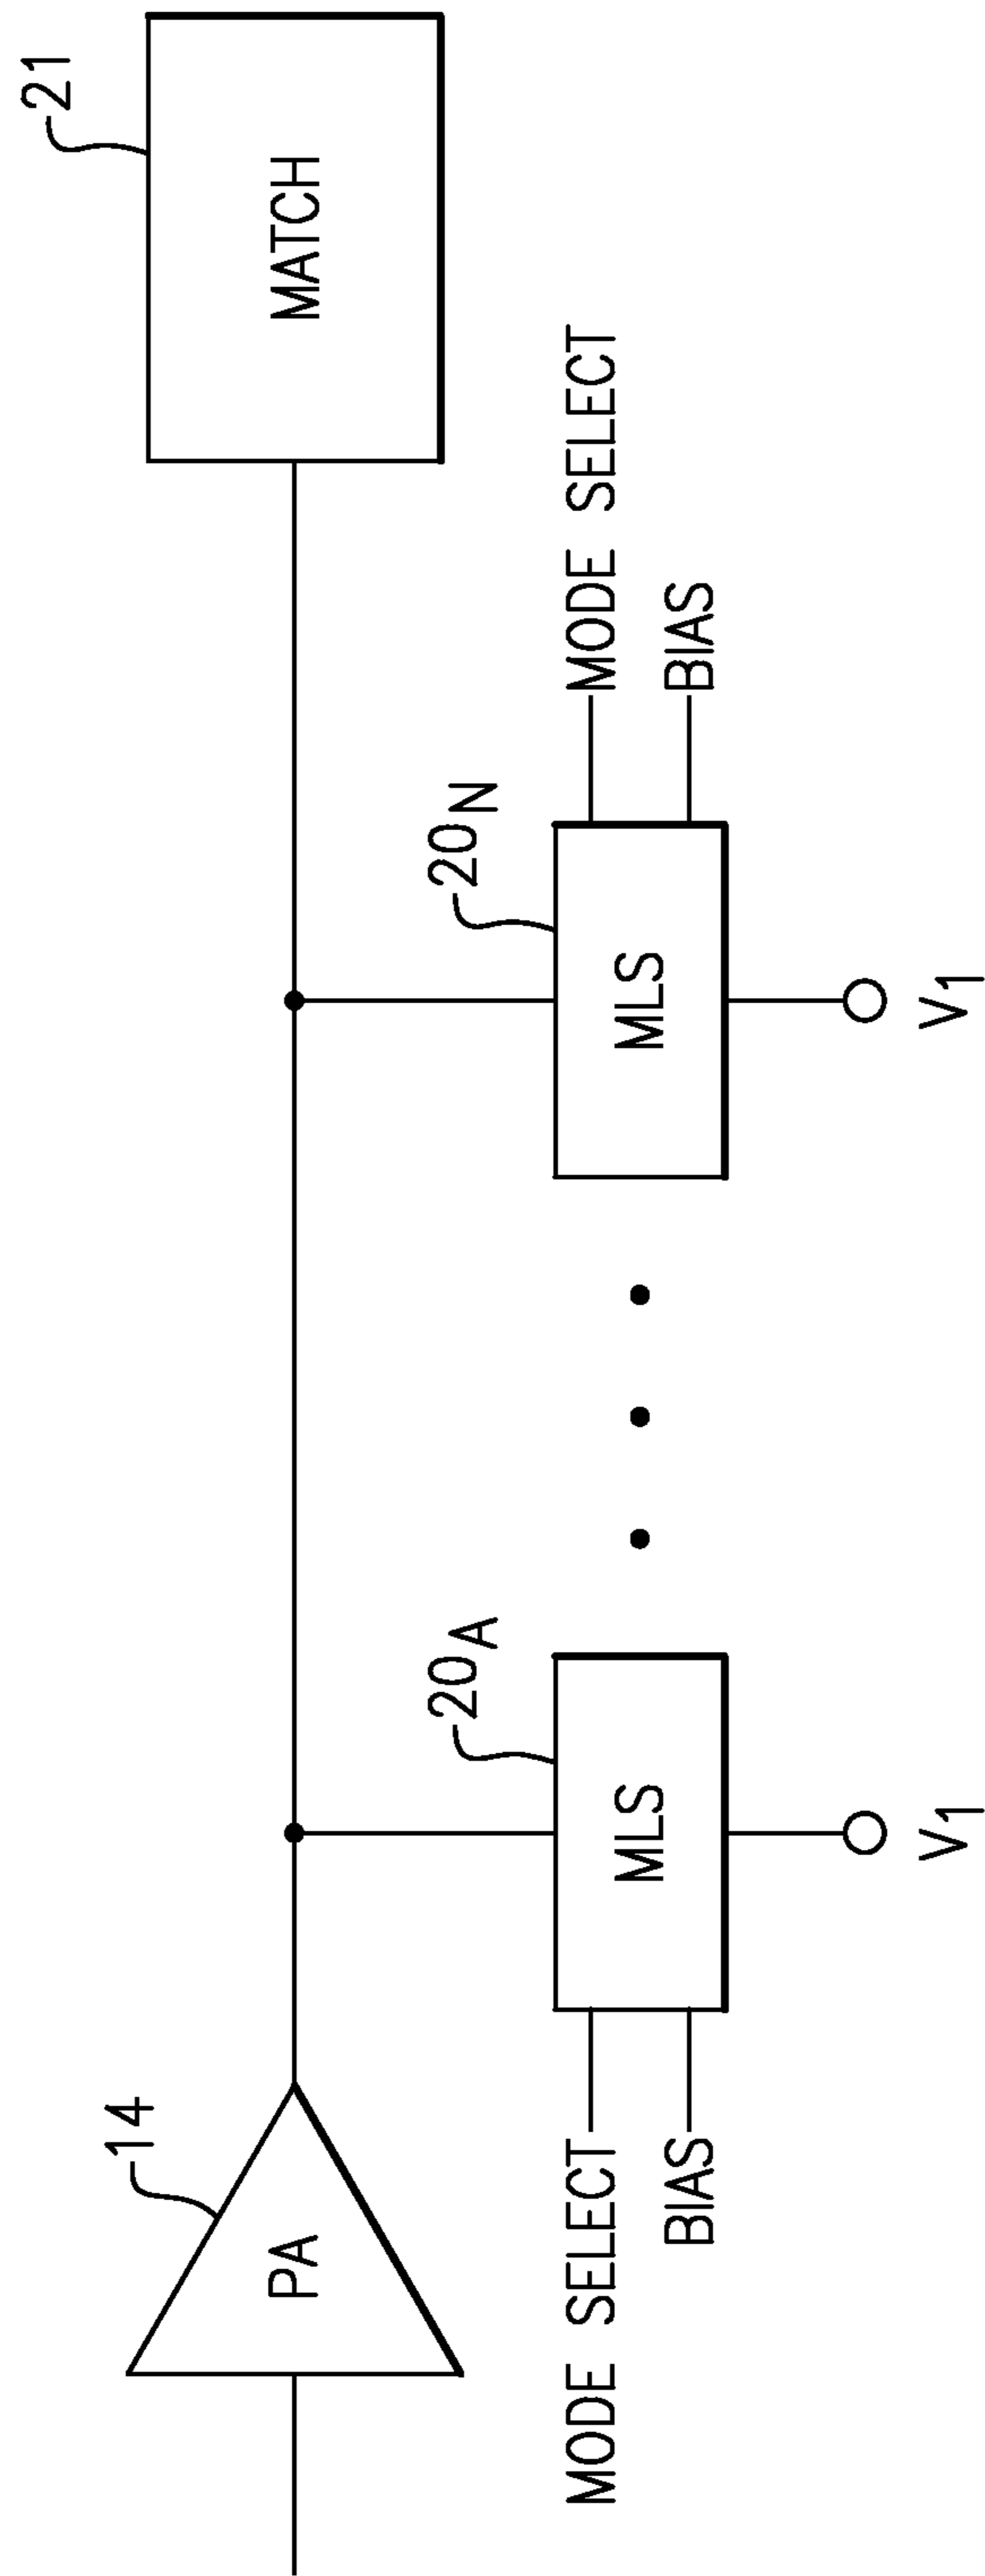 21
14
PA
MATCH
20A
20N
MODE SELECT
BIAS
MLS
MLS
MODE SELECT
BIAS
V1
V1